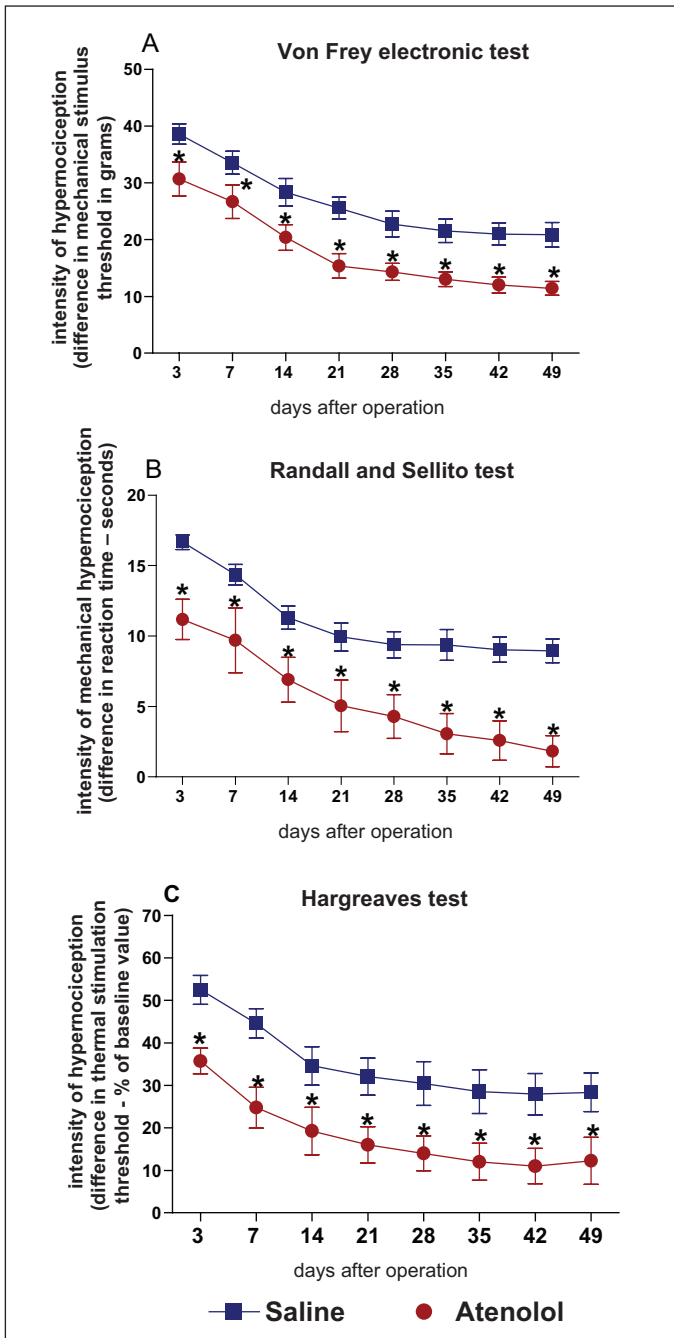 A
Von Frey electronic test
intensity of hypernociception
(difference in mechanical stimulus
threshold in grams)
50
40
30
20
10
0
* * * * * * * *
3 7 14 21 28 35 42 49
days after operation
B
Randall and Sellito test
intensity of mechanical hypernociception
(difference in reaction time – seconds)
20
15
10
5
0
* * * * * * * *
3 7 14 21 28 35 42 49
days after operation
C
Hargreaves test
intensity of hypernociception
(difference in thermal stimulation
threshold - % of baseline value)
70
60
50
40
30
20
10
0
* * * * * * * *
3 7 14 21 28 35 42 49
days after operation
Saline Atenolol